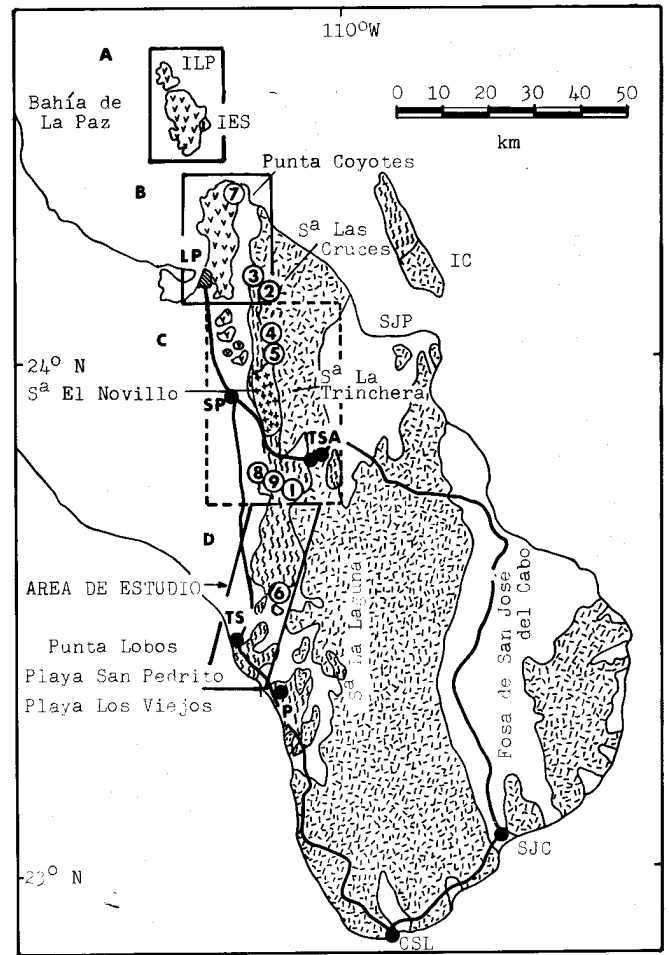 110ºW
A
ILP
Bahía de
La Paz
IES
0 10 20 30 40 50
km
Punta Coyotes
B
7
Sª Las
Cruces
LP
3
2
IC
SJP
C
4
5
24º N
Sª El Novillo
Sª La
Trinchera
SP
TSA
8
9
1
D
AREA DE ESTUDIO
6
TS
Punta Lobos
Playa San Pedrito
Playa Los Viejos
P
Sª La Laguna
Fosa de San José
del Cabo
SJC
23º N
CSL